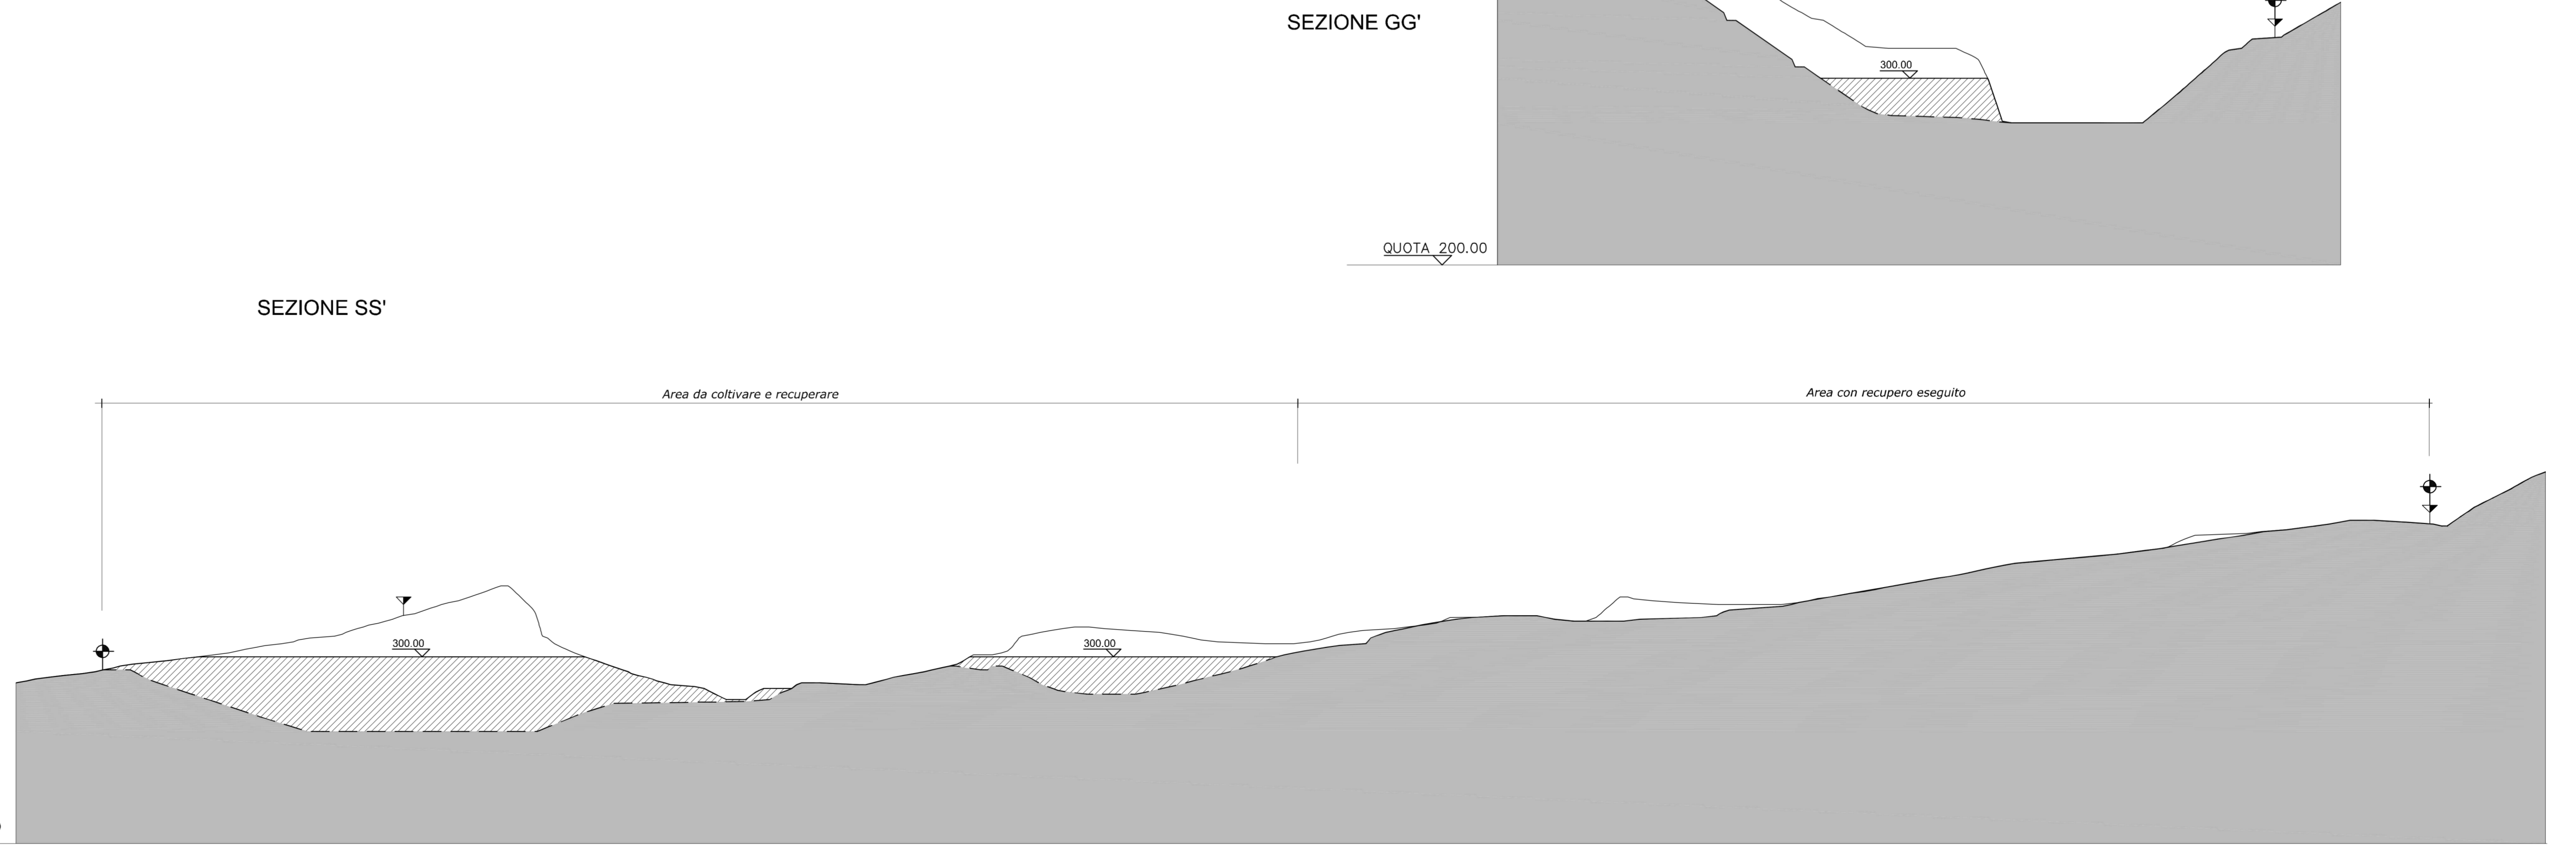 SEZIONE GG'
300.00
QUOTA 200.00
SEZIONE SS'
Area da coltivare e recuperare
Area con recupero eseguito
300.00
300.00